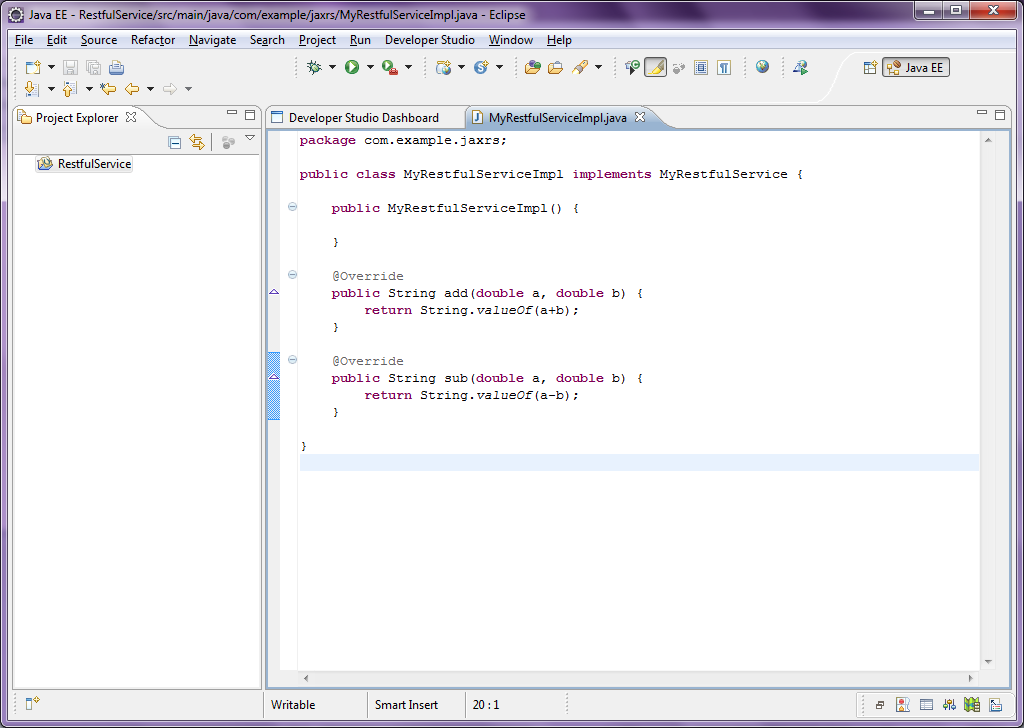 Java EE - RestfulService/src/main/java/com/example/jaxrs/MyRestfulServiceImpl.java - Eclipse
File Edit Source Refactor Navigate Search Project Run Developer Studio Window Help
Java EE
Project Explorer
Developer Studio Dashboard
MyRestfulServiceImpl.java
RestfulService
package com.example.jaxrs;
public class MyRestfulServiceImpl implements MyRestfulService {
public MyRestfulServiceImpl() {
}
@Override
public String add(double a, double b) {
return String.valueOf(a+b);
}
@Override
public String sub(double a, double b) {
return String.valueOf(a-b);
}
}
Writable
Smart Insert
20 : 1